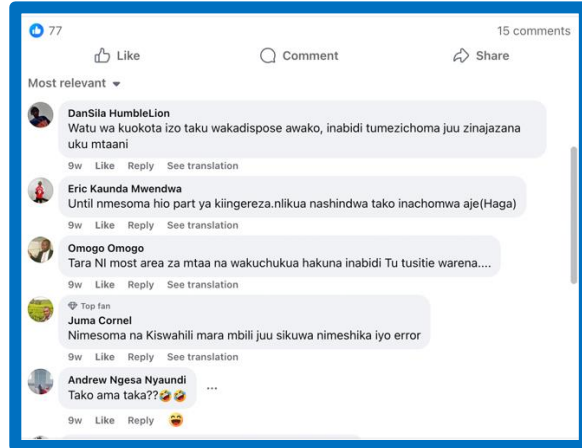 77 15 comments
Like Comment Share
Most relevant
DanSila HumbleLion
Watu wa kuokota izo taku wakadispose awako, inabidi tumezichoma juu zinajazana
uku mtaani
9w Like Reply See translation
Eric Kaunda Mwendwa
Until nmesoma hio part ya kiingereza.nlikua nashindwa tako inachomwa aje(Haga)
9w Like Reply See translation
Omogo Omogo
Tara NI most area za mtaa na wakuchukua hakuna inabidi Tu tusitie warena....
9w Like Reply See translation
Top fan
Juma Cornel
Nimesoma na Kiswahili mara mbili juu sikuwa nimeshika iyo error
9w Like Reply See translation
Andrew Ngesa Nyaundi
Tako ama taka??🤣🤣
9w Like Reply